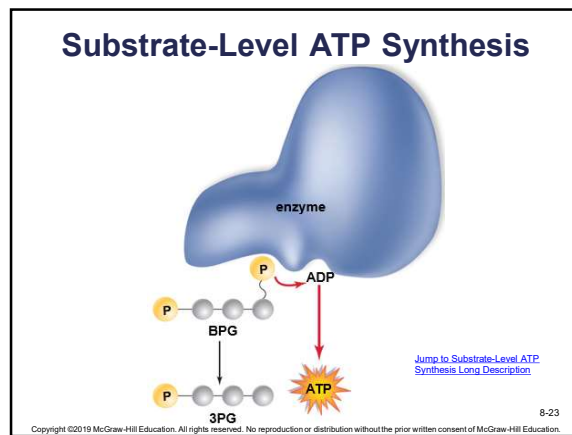 Substrate-Level ATP Synthesis
enzyme
P
ADP
P
BPG
Jump to Substrate-Level ATP
Synthesis Long Description
P
ATP
3PG
8-23
Copyright ©2019 McGraw-Hill Education. All rights reserved. No reproduction or distribution without the prior written consent of McGraw-Hill Education.